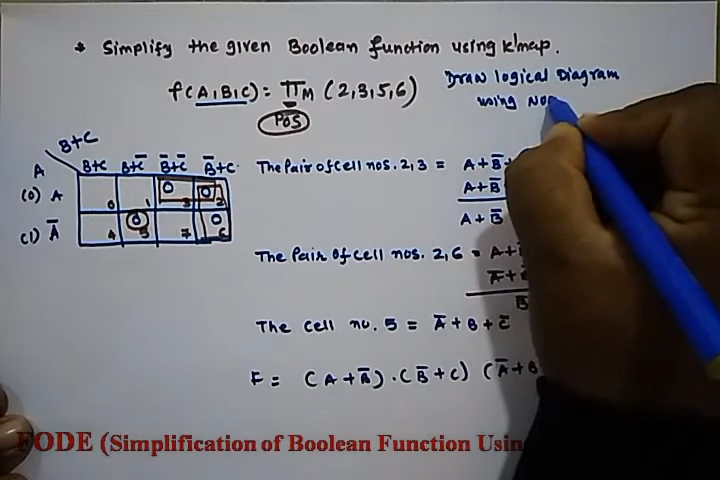 * Simplify the given Boolean function using k'map.
f(A,B,C) = ΠM (2,3,5,6)
POS
Draw logical Diagram
using NO
B+C
A
B+C B+C̅ B̅+C̅ B̅+C
(0) A
0 0
0 1 3 2
(1) A̅
0 0
4 5 7 6
The Pair of cell nos. 2,3 = A+B̅+
A+B̅
A+B̅
The Pair of cell nos. 2,6 = A+
A̅+
B̅
The cell no. 5 = A̅+B+C̅
F = (A+A̅).(B̅+C) (A̅+B
FODE (Simplification of Boolean Function Usin